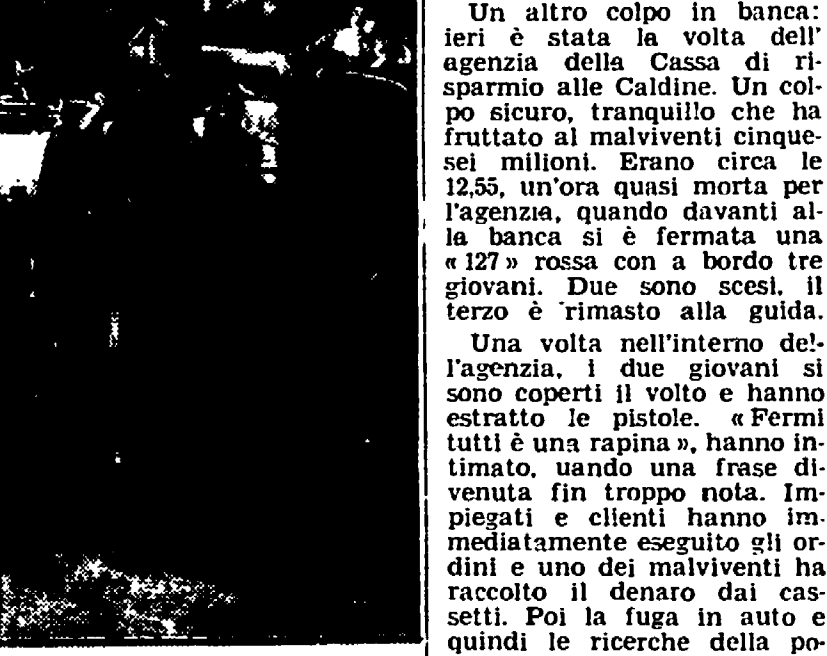 Un altro colpo in banca:
ieri è stata la volta dell'
agenzia della Cassa di ri-
sparmio alle Caldine. Un col-
po sicuro, tranquillo che ha
fruttato ai malviventi cinque-
sei milioni. Erano circa le
12,55, un'ora quasi morta per
l'agenzia, quando davanti al-
la banca si è fermata una
« 127 » rossa con a bordo tre
giovani. Due sono scesi, il
terzo è rimasto alla guida.
Una volta nell'interno del-
l'agenzia, i due giovani si
sono coperti il volto e hanno
estratto le pistole. « Fermi
tutti è una rapina », hanno in-
timato, uando una frase di-
venuta fin troppo nota. Im-
piegati e clienti hanno im-
mediatamente eseguito gli or-
dini e uno dei malviventi ha
raccolto il denaro dai cas-
setti. Poi la fuga in auto e
quindi le ricerche della po-